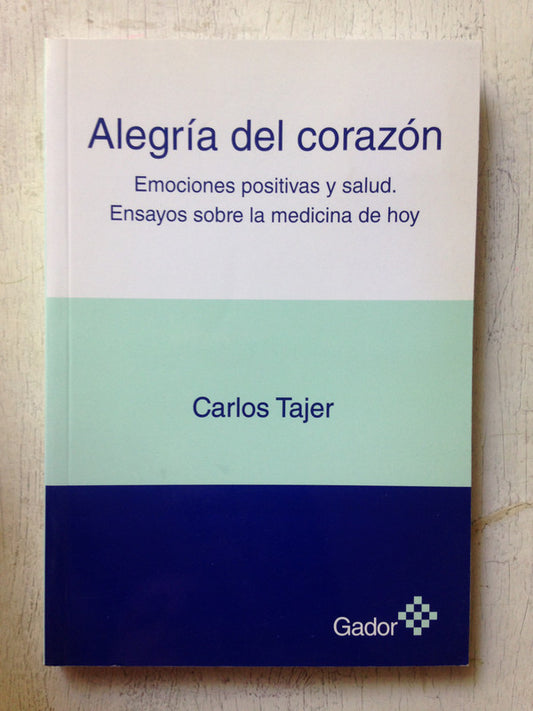 Alegría del corazón
Emociones positivas y salud.
Ensayos sobre la medicina de hoy
Carlos Tajer
Gador